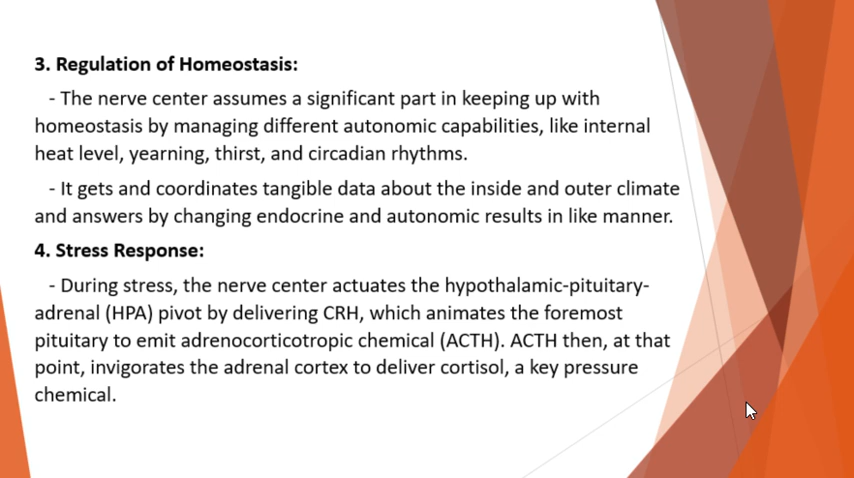 3. Regulation of Homeostasis:
- The nerve center assumes a significant part in keeping up with
homeostasis by managing different autonomic capabilities, like internal
heat level, yearning, thirst, and circadian rhythms.
- It gets and coordinates tangible data about the inside and outer climate
and answers by changing endocrine and autonomic results in like manner.
4. Stress Response:
- During stress, the nerve center actuates the hypothalamic-pituitary-
adrenal (HPA) pivot by delivering CRH, which animates the foremost
pituitary to emit adrenocorticotropic chemical (ACTH). ACTH then, at that
point, invigorates the adrenal cortex to deliver cortisol, a key pressure
chemical.